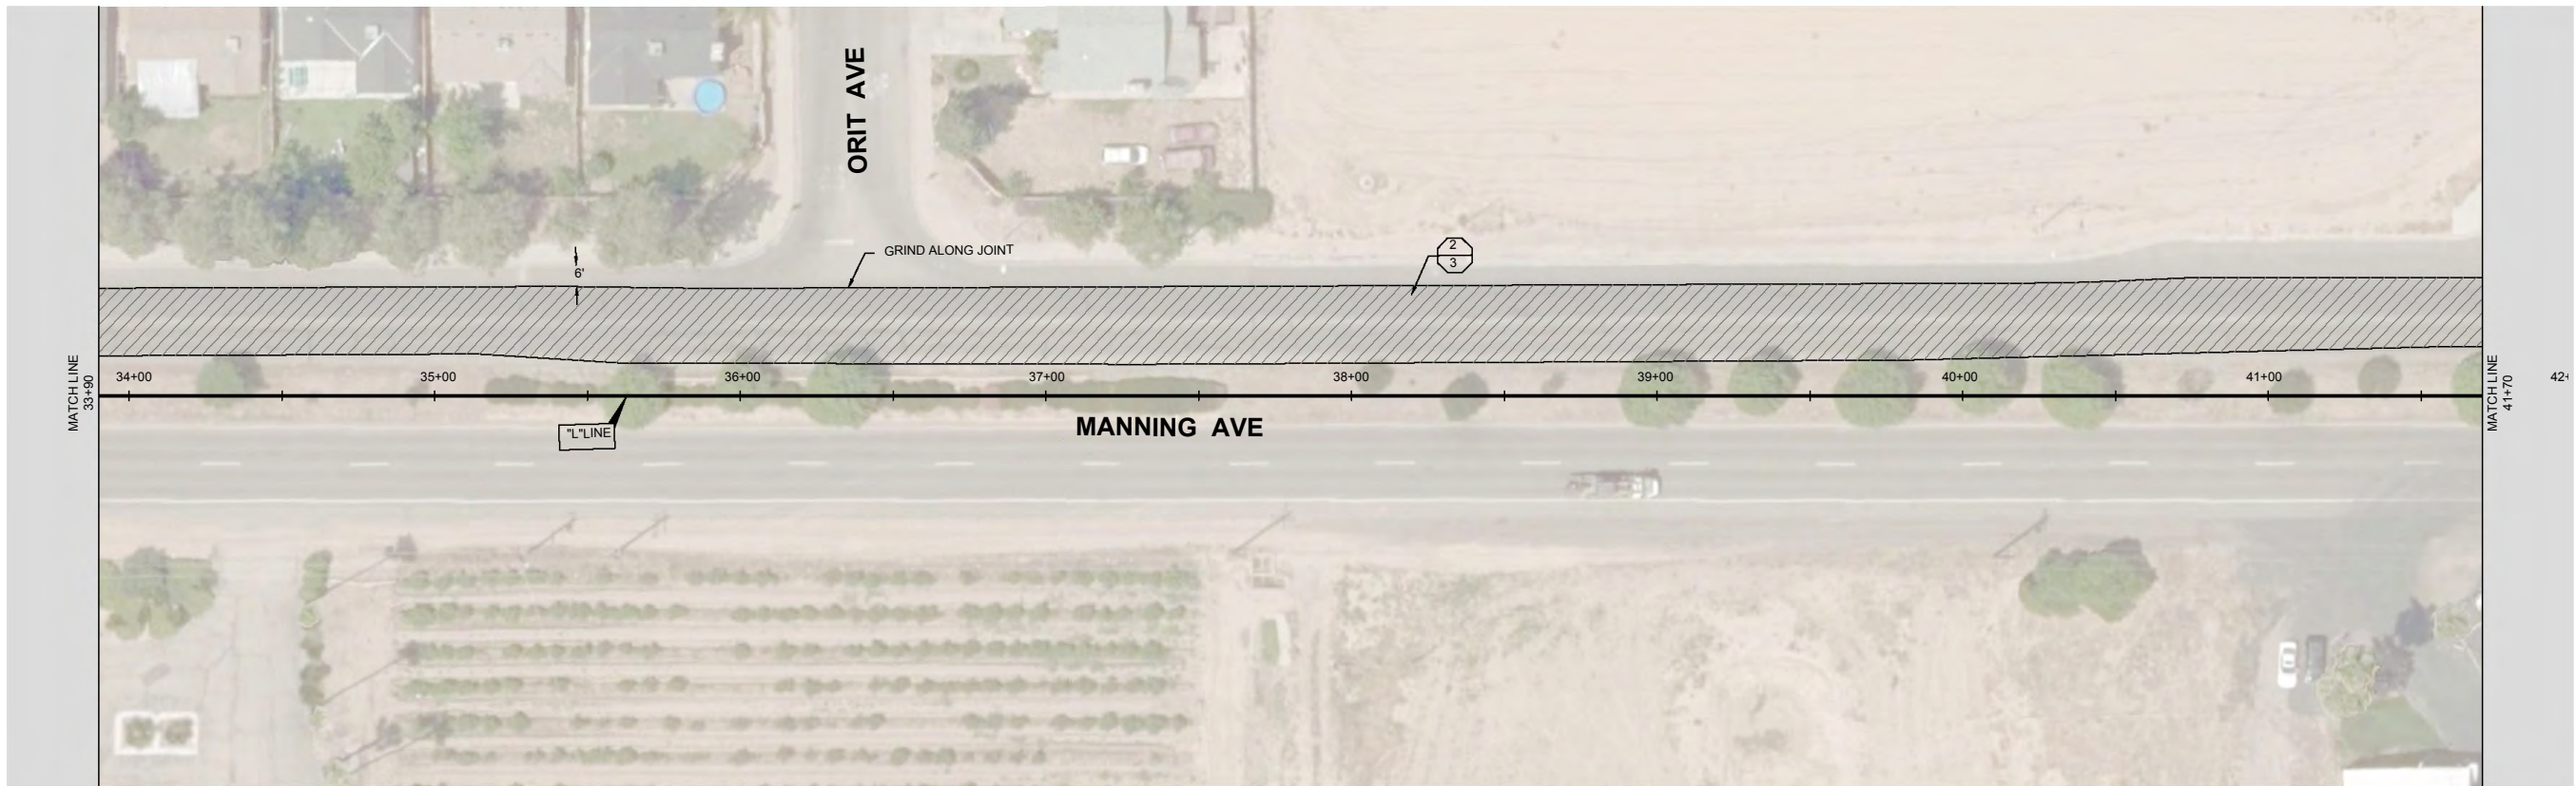 ORIT AVE
GRIND ALONG JOINT
2
3
6'
MATCH LINE
33+90
34+00
35+00
36+00
37+00
38+00
39+00
40+00
41+00
42+
MATCH LINE
41+70
"L"LINE
MANNING AVE